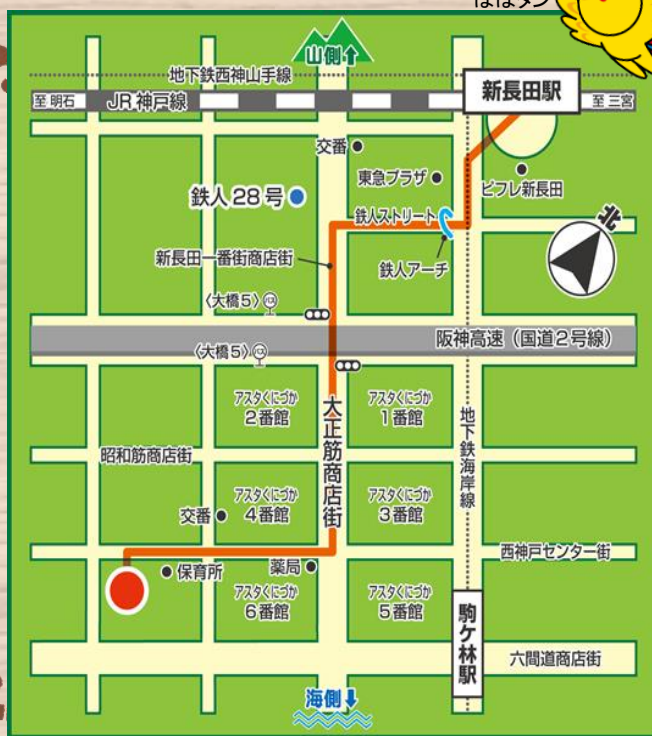 ばばタン
山側↑
地下鉄西神山手線
至 明石
JR 神戸線
新長田駅
至 三宮
交番
東急プラザ
ピフレ新長田
鉄人28号
鉄人ストリート
北
新長田一番街商店街
鉄人アーチ
〈大橋5〉
阪神高速（国道2号線）
〈大橋5〉
アスタくにづか
2番館
大正筋商店街
アスタくにづか
1番館
地下鉄海岸線
昭和筋商店街
アスタくにづか
4番館
アスタくにづか
3番館
交番
西神戸センター街
保育所
薬局
アスタくにづか
6番館
アスタくにづか
5番館
駒ケ林駅
六間道商店街
海側↓